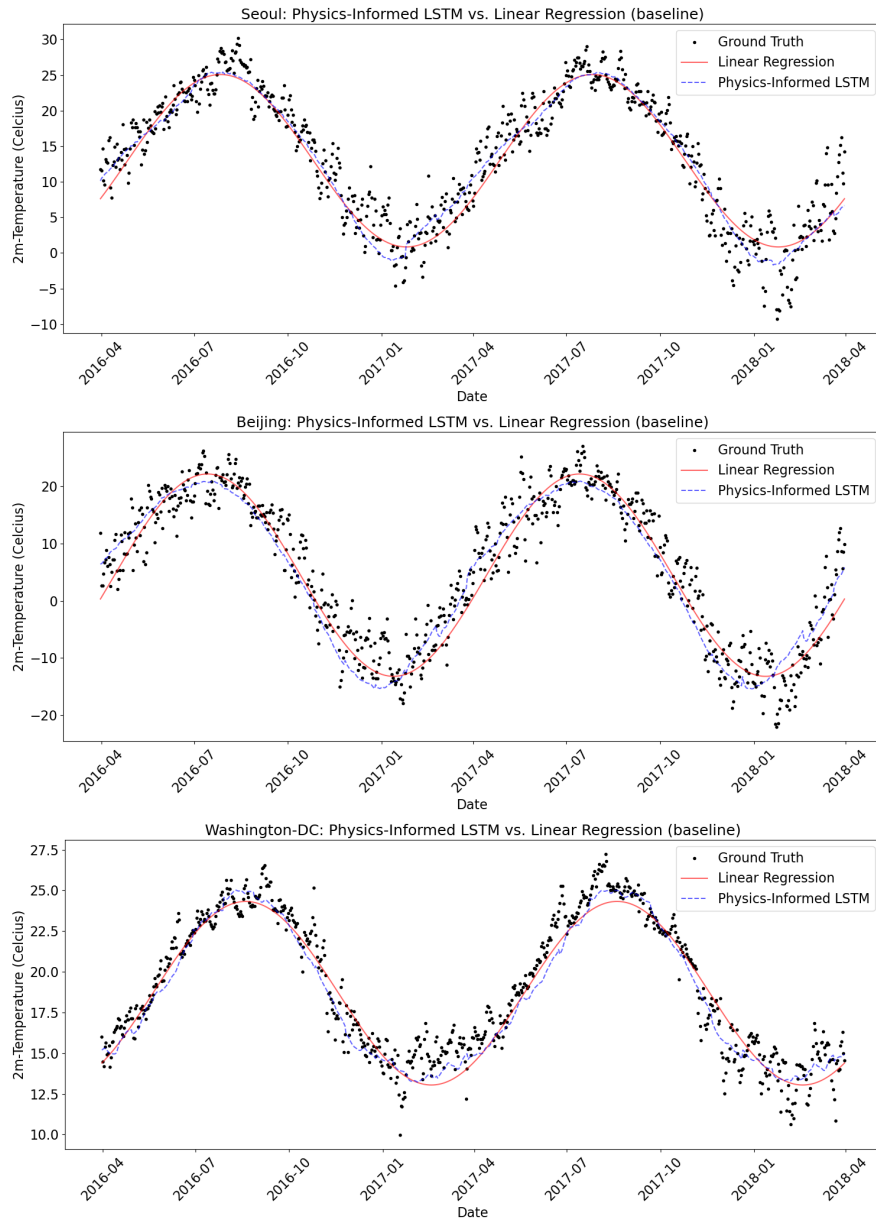 Seoul: Physics-Informed LSTM vs. Linear Regression (baseline)
30
25
20
15
10
5
0
−5
−10
2m-Temperature (Celcius)
Ground Truth
Linear Regression
Physics-Informed LSTM
2016-04
2016-07
2016-10
2017-01
2017-04
2017-07
2017-10
2018-01
2018-04
Date
Beijing: Physics-Informed LSTM vs. Linear Regression (baseline)
20
10
0
−10
−20
2m-Temperature (Celcius)
Ground Truth
Linear Regression
Physics-Informed LSTM
2016-04
2016-07
2016-10
2017-01
2017-04
2017-07
2017-10
2018-01
2018-04
Date
Washington-DC: Physics-Informed LSTM vs. Linear Regression (baseline)
27.5
25.0
22.5
20.0
17.5
15.0
12.5
10.0
2m-Temperature (Celcius)
Ground Truth
Linear Regression
Physics-Informed LSTM
2016-04
2016-07
2016-10
2017-01
2017-04
2017-07
2017-10
2018-01
2018-04
Date